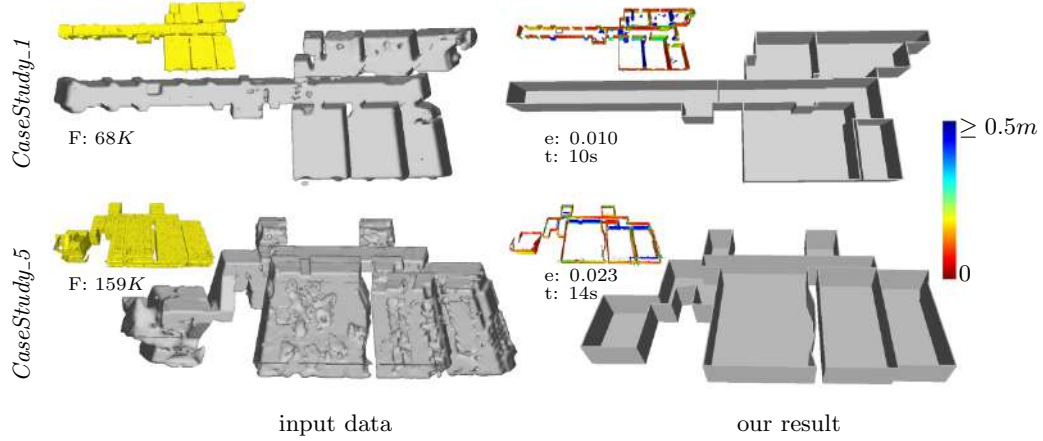 CaseStudy_1
F: 68K
e: 0.010
t: 10s
≥ 0.5m
0
CaseStudy_5
F: 159K
e: 0.023
t: 14s
input data
our result